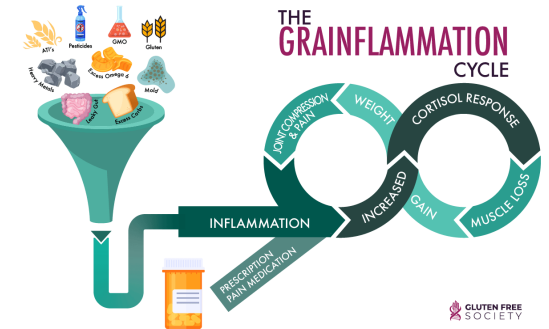 THE
GRAINFLAMMATION
CYCLE
ATI's
Pesticides
GMO
Gluten
Heavy Metals
Excess Omega 6
Mold
Leaky Gut
Excess Carbs
JOINT COMPRESSION
& PAIN
WEIGHT
CORTISOL RESPONSE
INFLAMMATION
INCREASED
GAIN
MUSCLE LOSS
PRESCRIPTION
PAIN MEDICATION
GLUTEN FREE
SOCIETY